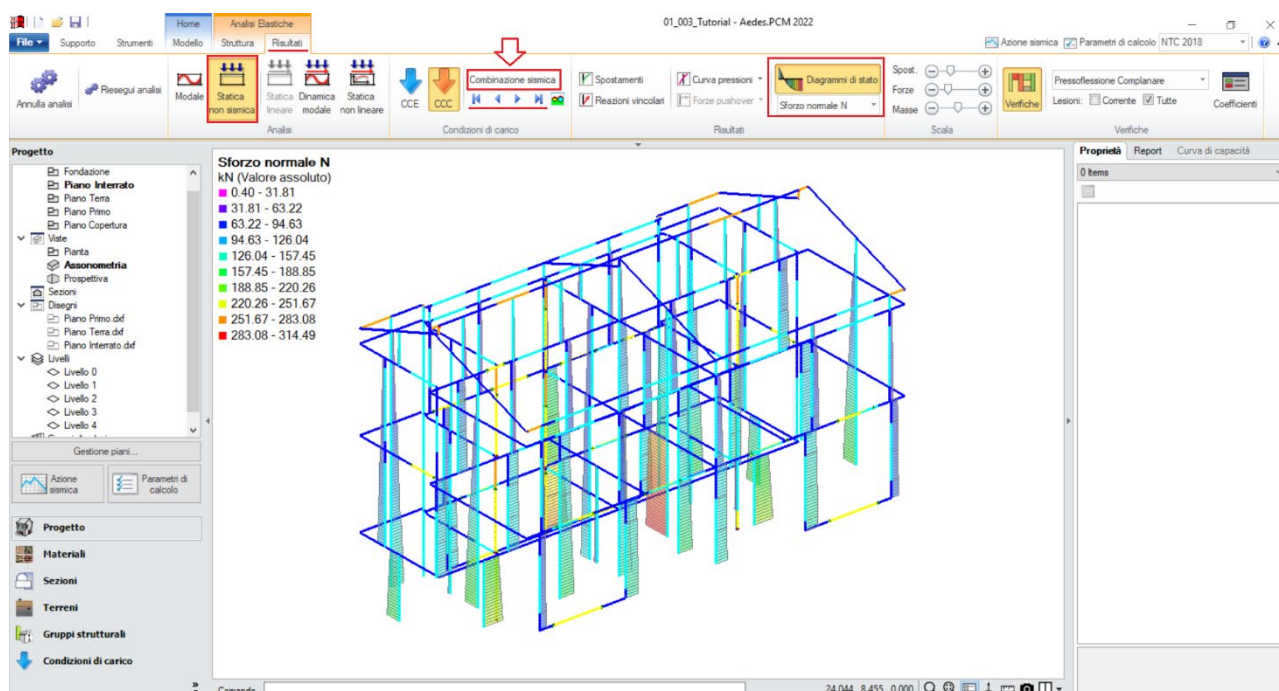 01_003_Tutorial - Aedes.PCM 2022
Home
Analisi Elastiche
File
Supporto
Strumenti
Modello
Struttura
Risultati
Azione sismica
Parametri di calcolo
NTC 2018
Annulla analisi
Riesegui analisi
Modale
Statica
non sismica
Statica
lineare
Dinamica
modale
Statica
non lineare
Analisi
CCE
CCC
Combinazione sismica
Condizioni di carico
Spostamenti
Reazioni vincolari
Curva pressioni
Forze pushover
Diagrammi di stato
Sforzo normale N
Risultati
Spost.
Forze
Masse
Scala
Verifiche
Pressoflessione Complanare
Lesioni:
Corrente
Tutte
Coefficienti
Verifiche
Progetto
Fondazione
Piano Interrato
Piano Terra
Piano Primo
Piano Copertura
Viste
Pianta
Assonometria
Prospettiva
Sezioni
Disegni
Piano Primo.dxf
Piano Terra.dxf
Piano Interrato.dxf
Livelli
Livello 0
Livello 1
Livello 2
Livello 3
Livello 4
Gestione piani...
Azione
sismica
Parametri di
calcolo
Progetto
Materiali
Sezioni
Terreni
Gruppi strutturali
Condizioni di carico
Sforzo normale N
kN (Valore assoluto)
0.40 - 31.81
31.81 - 63.22
63.22 - 94.63
94.63 - 126.04
126.04 - 157.45
157.45 - 188.85
188.85 - 220.26
220.26 - 251.67
251.67 - 283.08
283.08 - 314.49
Proprietà
Report
Curva di capacità
0 Items
Comando
24.044 8.455 0.000